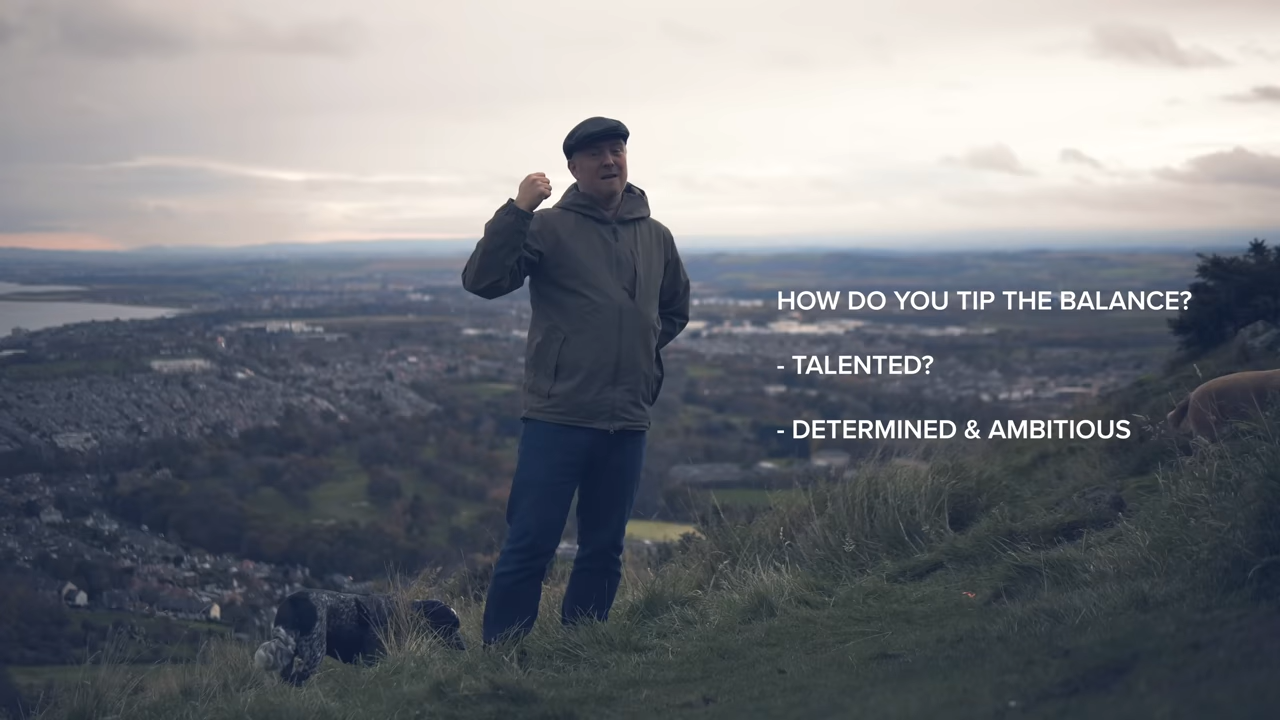 HOW DO YOU TIP THE BALANCE?
- TALENTED?
- DETERMINED & AMBITIOUS